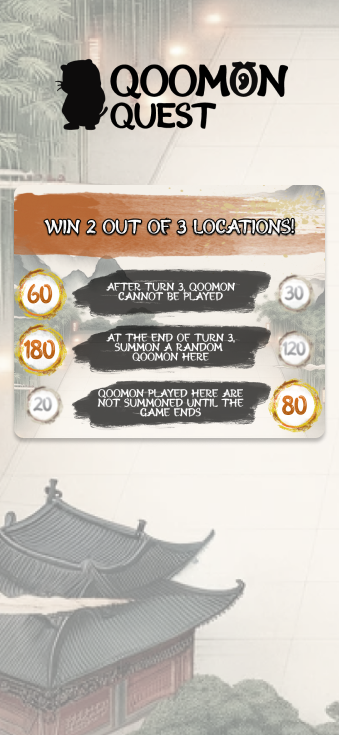 QOOMON
QUEST
WIN 2 OUT OF 3 LOCATIONS!
60
AFTER TURN 3, QOOMON
CANNOT BE PLAYED
30
180
AT THE END OF TURN 3,
SUMMON A RANDOM
QOOMON HERE
120
20
QOOMON PLAYED HERE ARE
NOT SUMMONED UNTIL THE
GAME ENDS
80